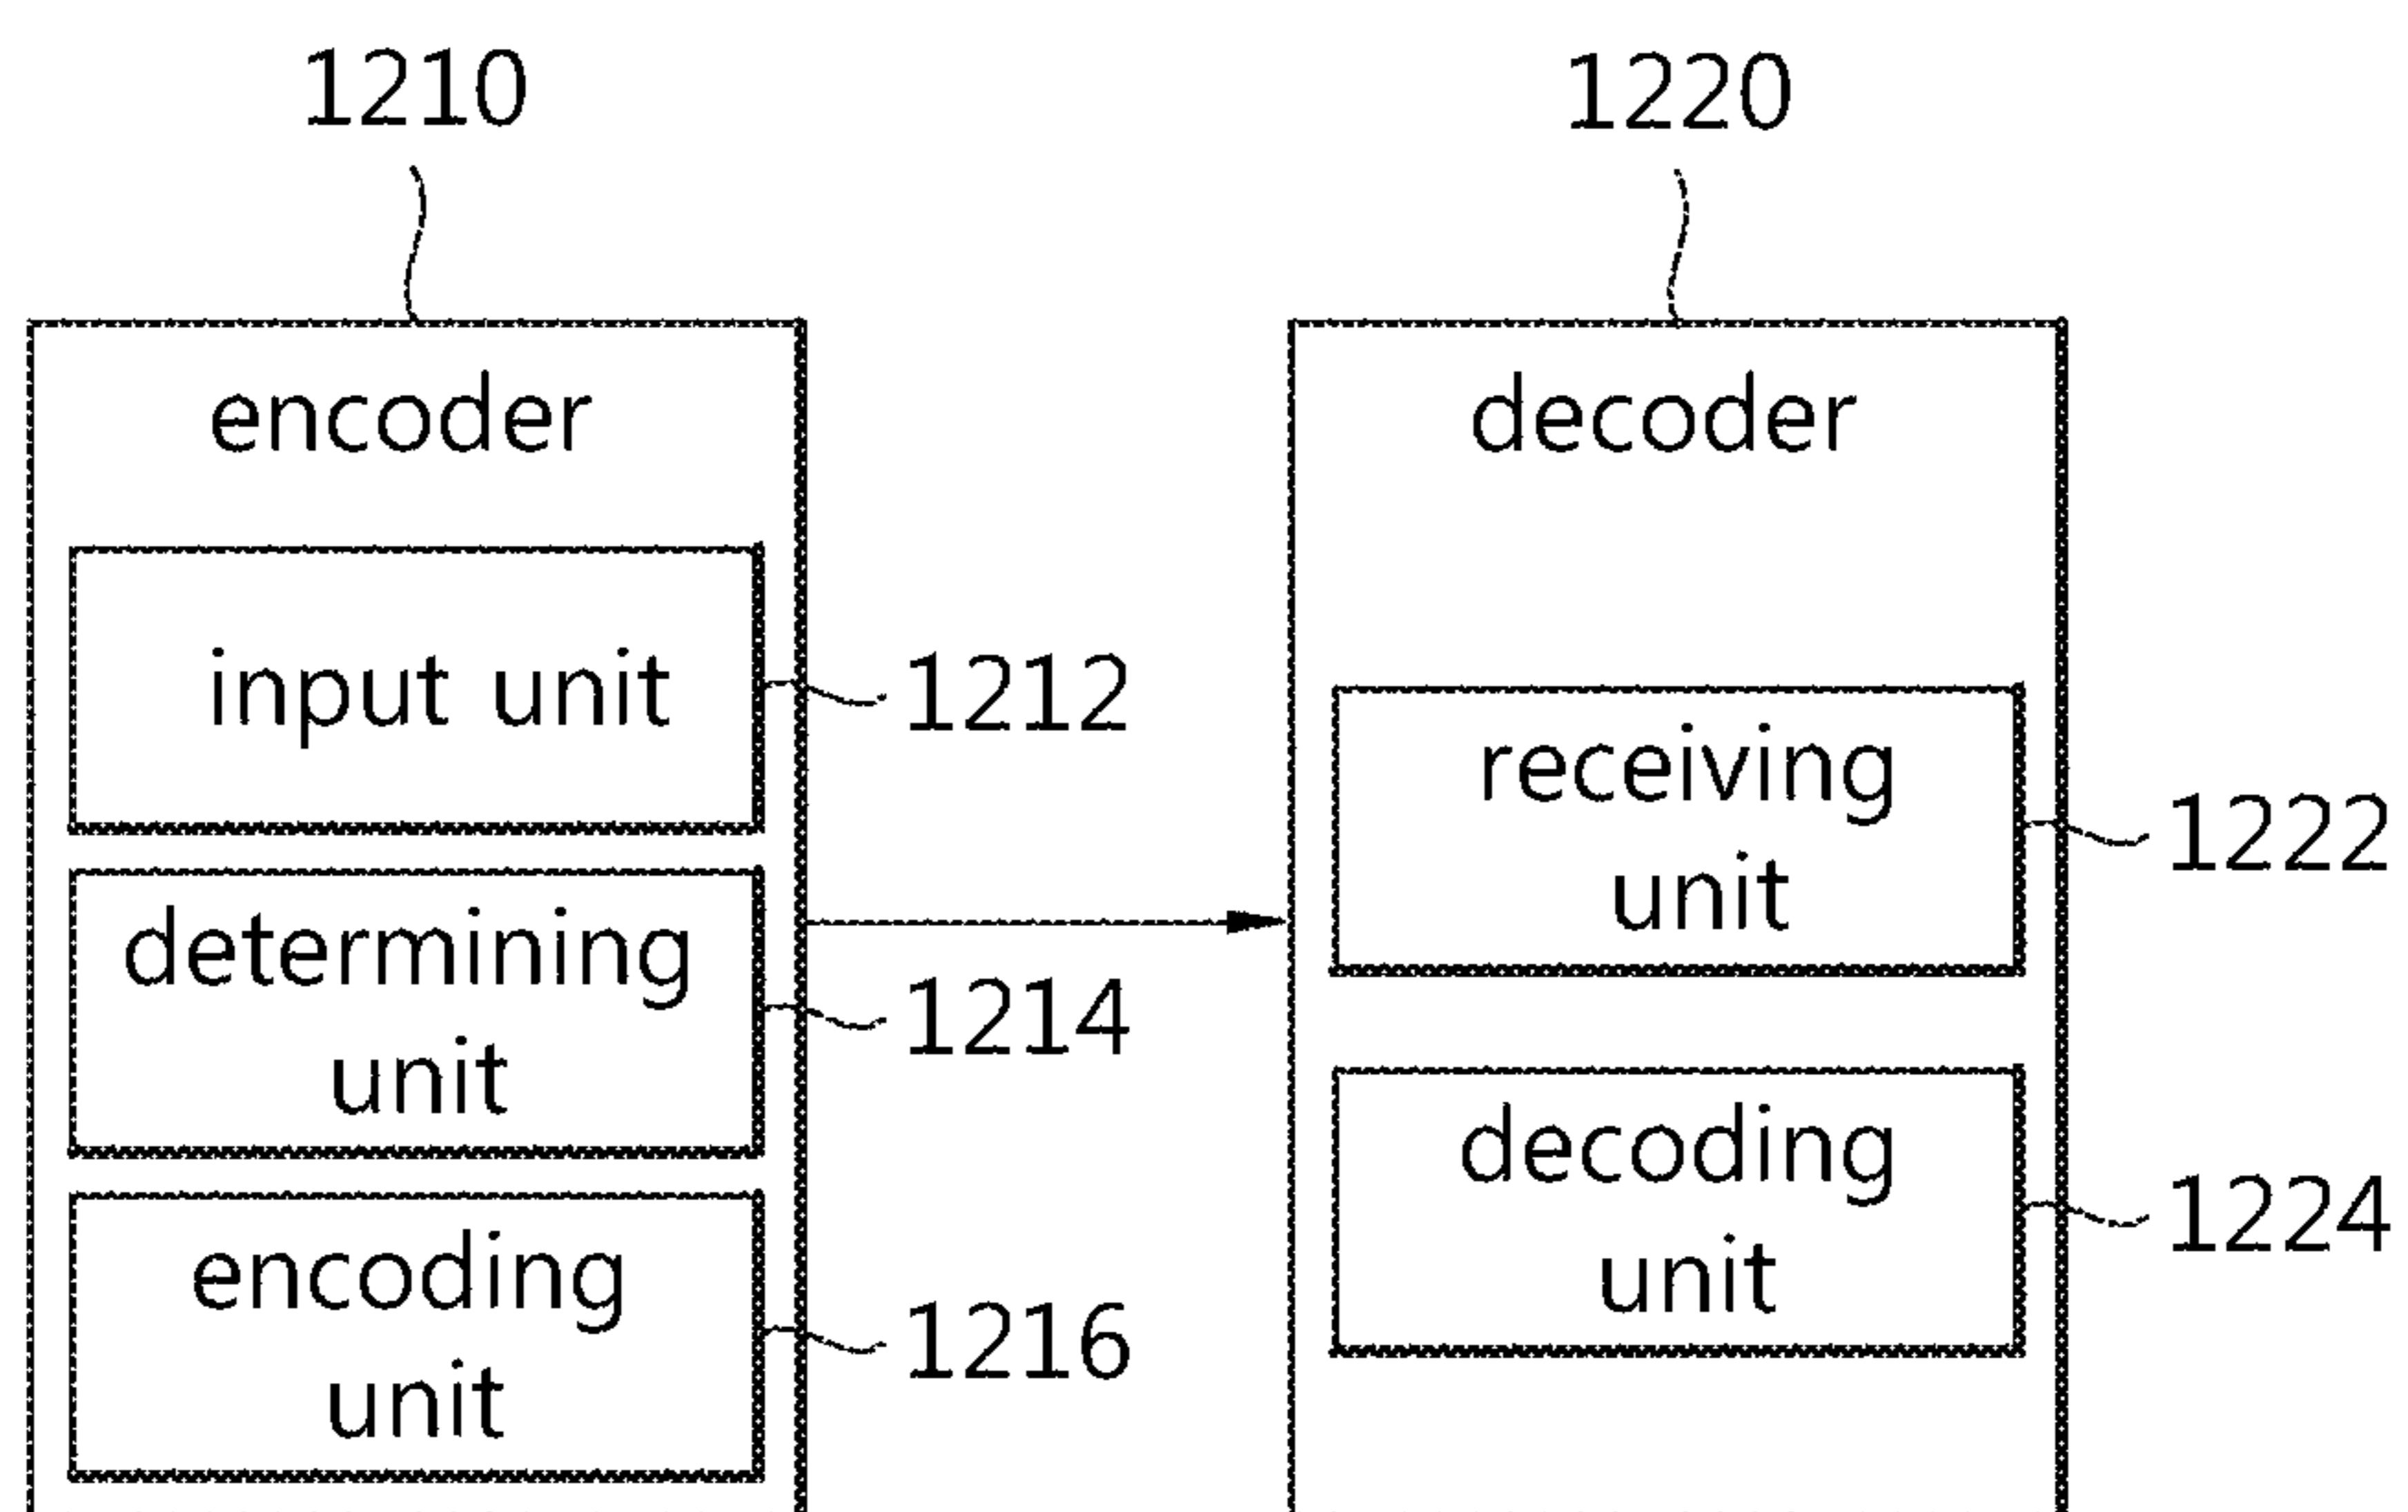 1210
1220
encoder
decoder
input unit
1212
receiving
unit
1222
determining
unit
1214
decoding
unit
1224
encoding
unit
1216